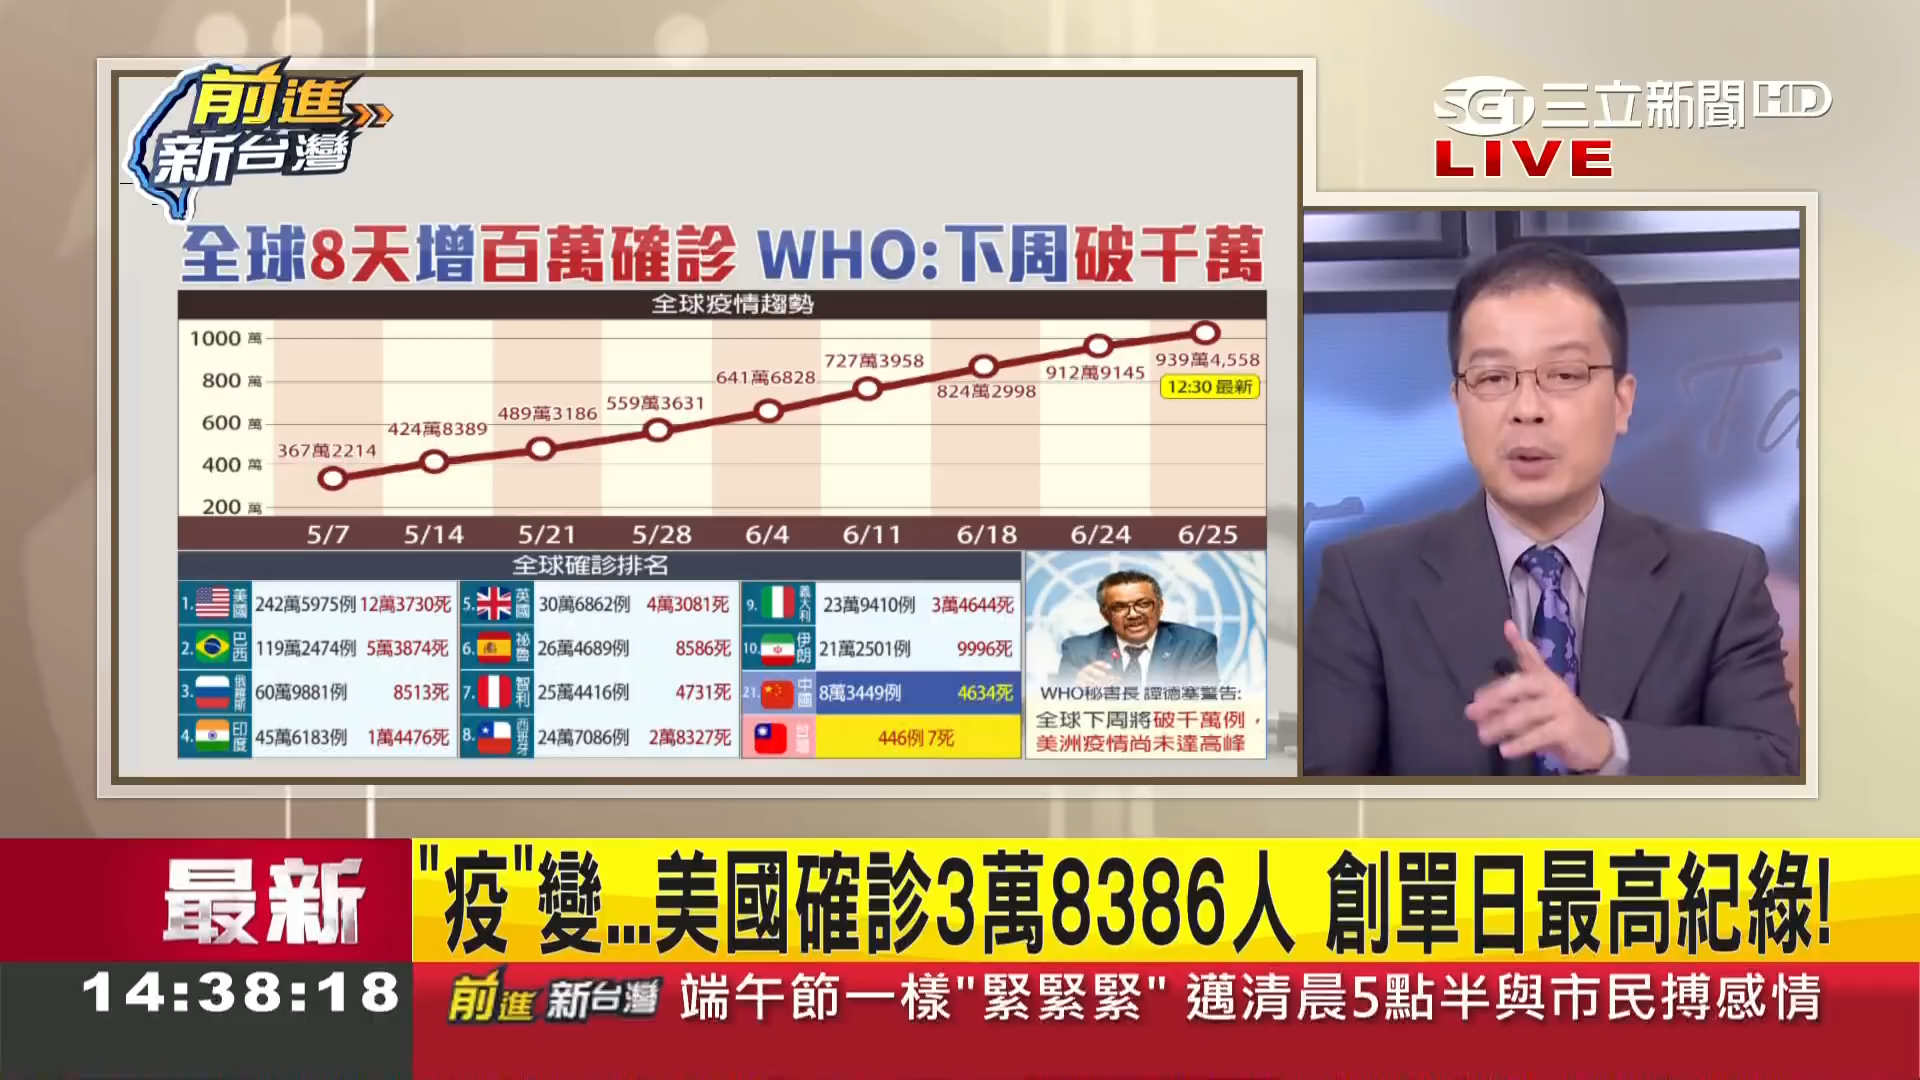 前進
新台灣
SET三立新聞HD
LIVE
全球8天增百萬確診 WHO:下周破千萬
全球疫情趨勢
1000 萬
800 萬
600 萬
400 萬
200 萬
367萬2214
424萬8389
489萬3186
559萬3631
641萬6828
727萬3958
824萬2998
912萬9145
939萬4,558
12:30 最新
5/7 5/14 5/21 5/28 6/4 6/11 6/18 6/24 6/25
全球確診排名
1. 美國 242萬5975例 12萬3730死
2. 巴西 119萬2474例 5萬3874死
3. 俄羅斯 60萬9881例 8513死
4. 印度 45萬6183例 1萬4476死
5. 英國 30萬6862例 4萬3081死
6. 祕魯 26萬4689例 8586死
7. 智利 25萬4416例 4731死
8. 西班牙 24萬7086例 2萬8327死
9. 義大利 23萬9410例 3萬4644死
10. 伊朗 21萬2501例 9996死
21. 中國 8萬3449例 4634死
台灣 446例 7死
WHO秘書長 譚德塞警告:
全球下周將破千萬例，
美洲疫情尚未達高峰
最新
"疫"變...美國確診3萬8386人 創單日最高紀綠!
14:38:18
前進新台灣 端午節一樣"緊緊緊" 邁清晨5點半與市民搏感情